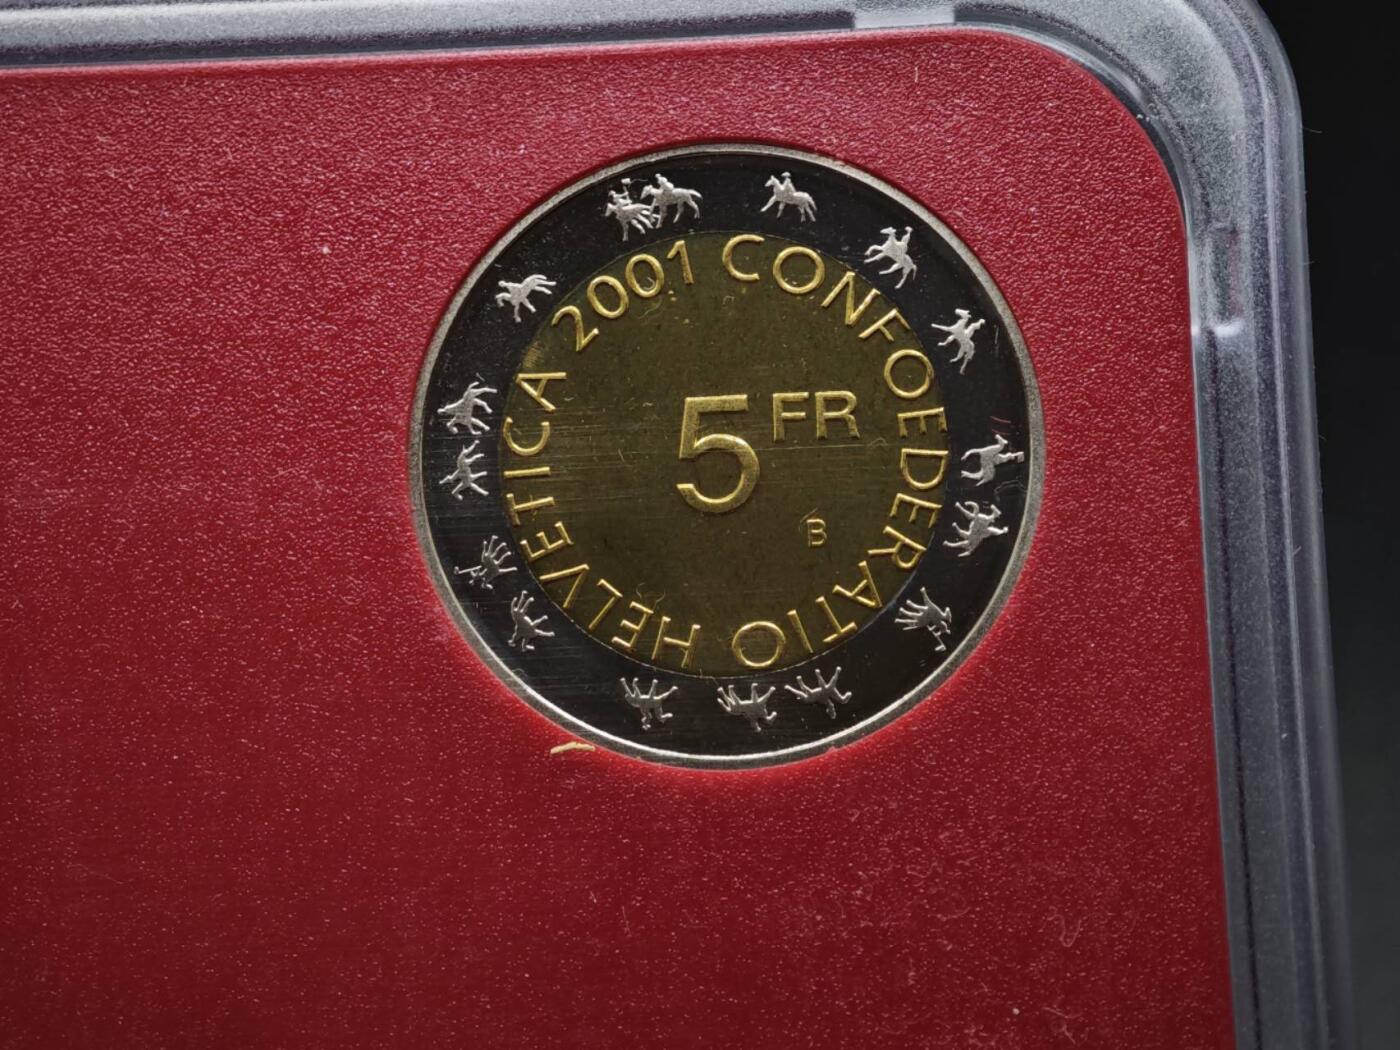 2001 CONFOEDERATIO HELVETICA
5 FR
B